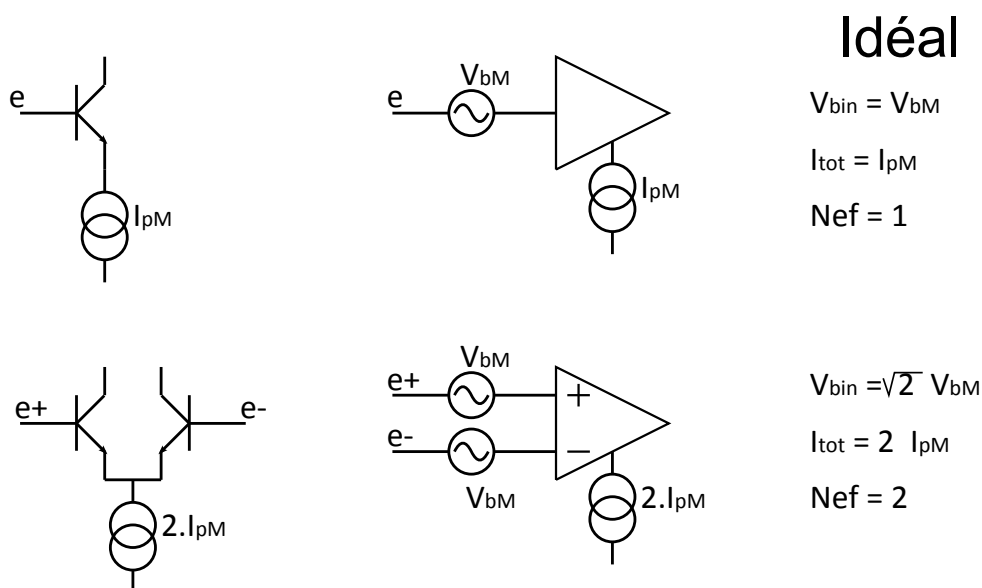 Idéal
e
IpM
VbM
e
IpM
Vbin = VbM
Itot = IpM
Nef = 1
e+
e-
2.IpM
VbM
e+
e-
+
−
VbM
2.IpM
Vbin =√2 VbM
Itot = 2 IpM
Nef = 2